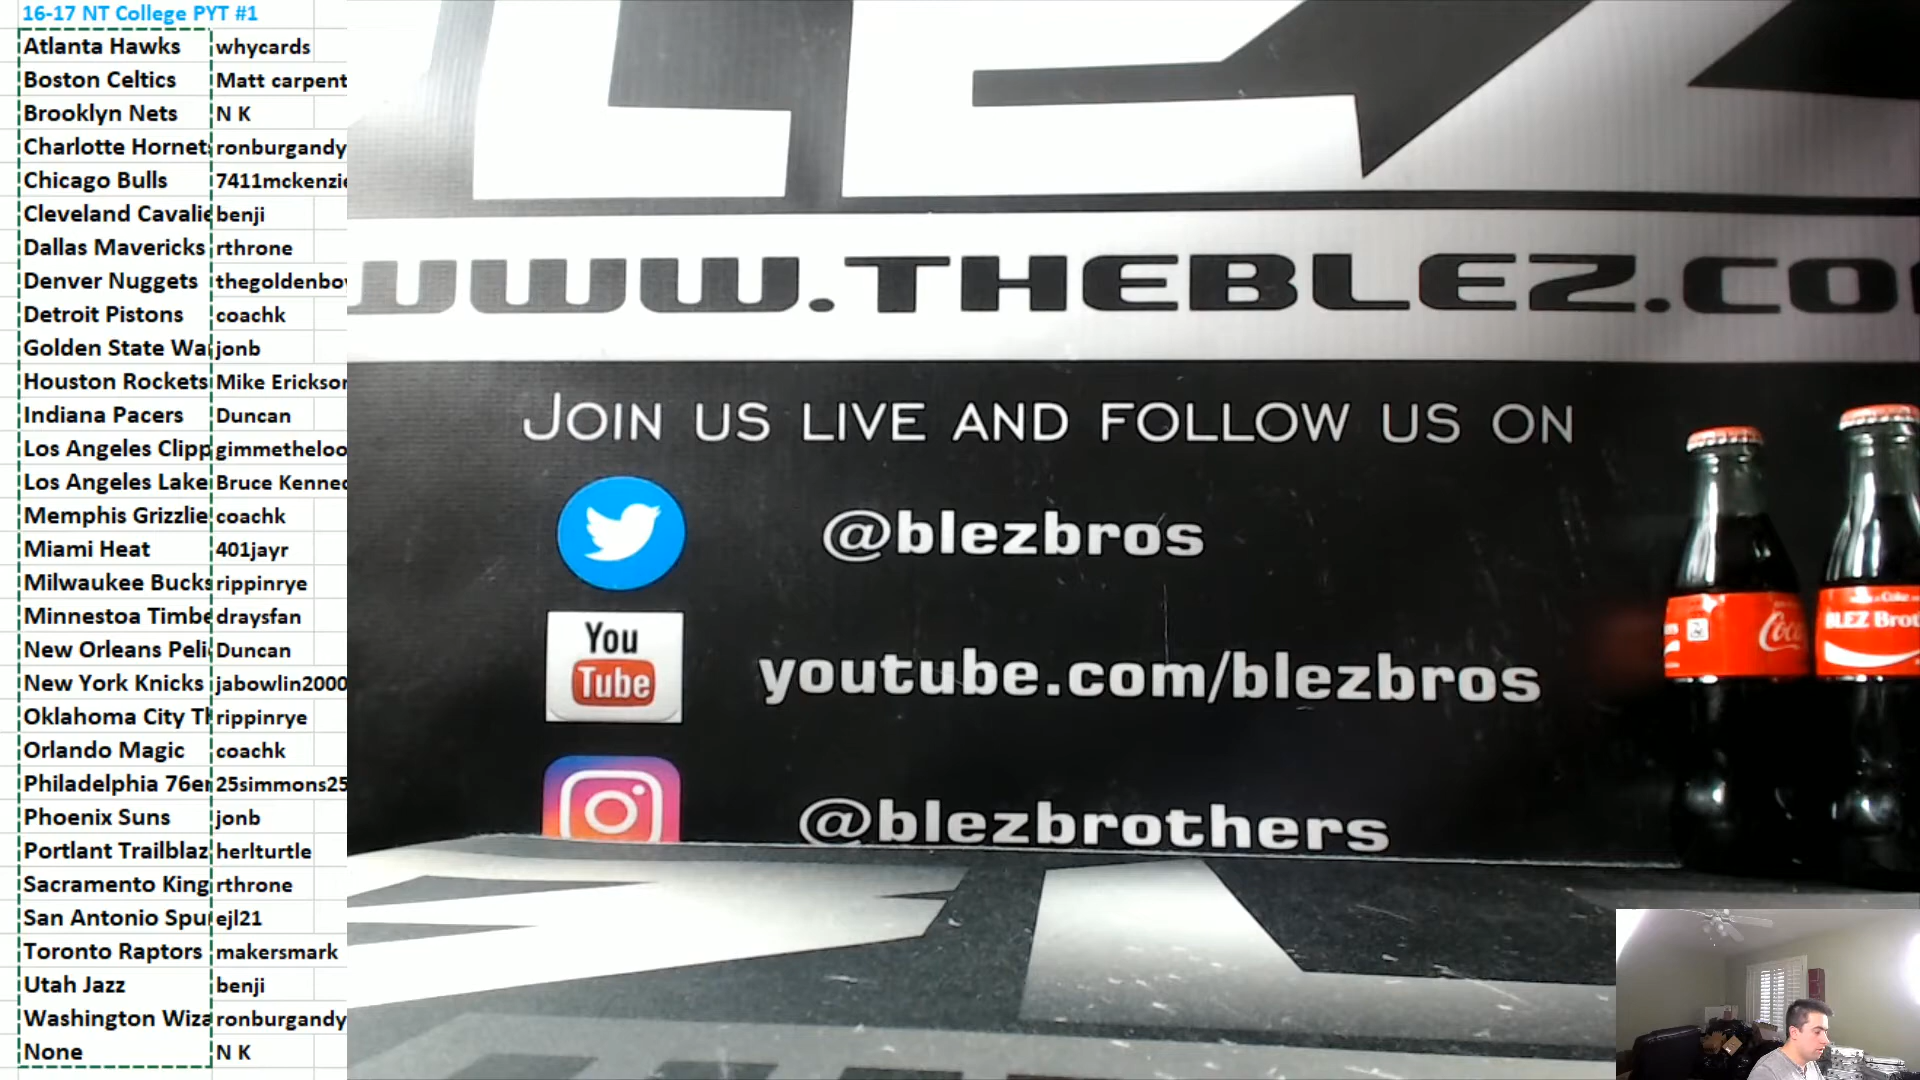 16-17 NT College PYT #1
Atlanta Hawks whycards
Boston Celtics Matt carpent
Brooklyn Nets N K
Charlotte Hornets ronburgandy
Chicago Bulls 7411mckenzie
Cleveland Cavalie benji
Dallas Mavericks rthrone
Denver Nuggets thegoldenboy
Detroit Pistons coachk
Golden State Wa jonb
Houston Rockets Mike Erickson
Indiana Pacers Duncan
Los Angeles Clipp gimmetheloo
Los Angeles Lake Bruce Kenned
Memphis Grizzlie coachk
Miami Heat 401jayr
Milwaukee Bucks rippinrye
Minnestoa Timbe draysfan
New Orleans Peli Duncan
New York Knicks jabowlin2000
Oklahoma City Th rippinrye
Orlando Magic coachk
Philadelphia 76er 25simmons25
Phoenix Suns jonb
Portlant Trailblaz herlturtle
Sacramento King rthrone
San Antonio Spu ejl21
Toronto Raptors makersmark
Utah Jazz benji
Washington Wiza ronburgandy
None N K
WWW.THEBLEZ.CO
JOIN US LIVE AND FOLLOW US ON
@blezbros
You Tube
youtube.com/blezbros
@blezbrothers
Coca
BLEZ Brot